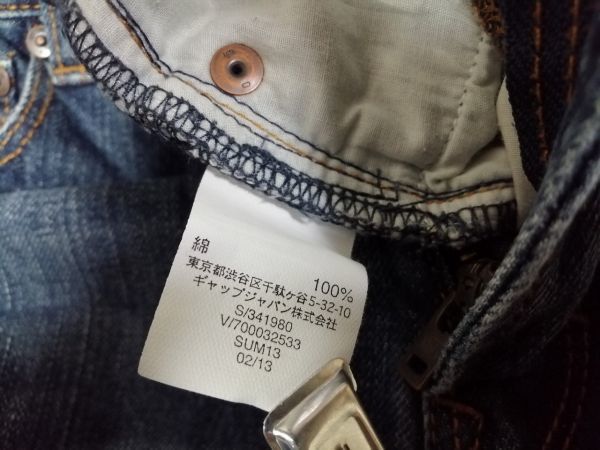 綿 100%
東京都渋谷区千駄ヶ谷5-32-10
ギャップジャパン株式会社
S/341980
V/700032533
SUM13
02/13